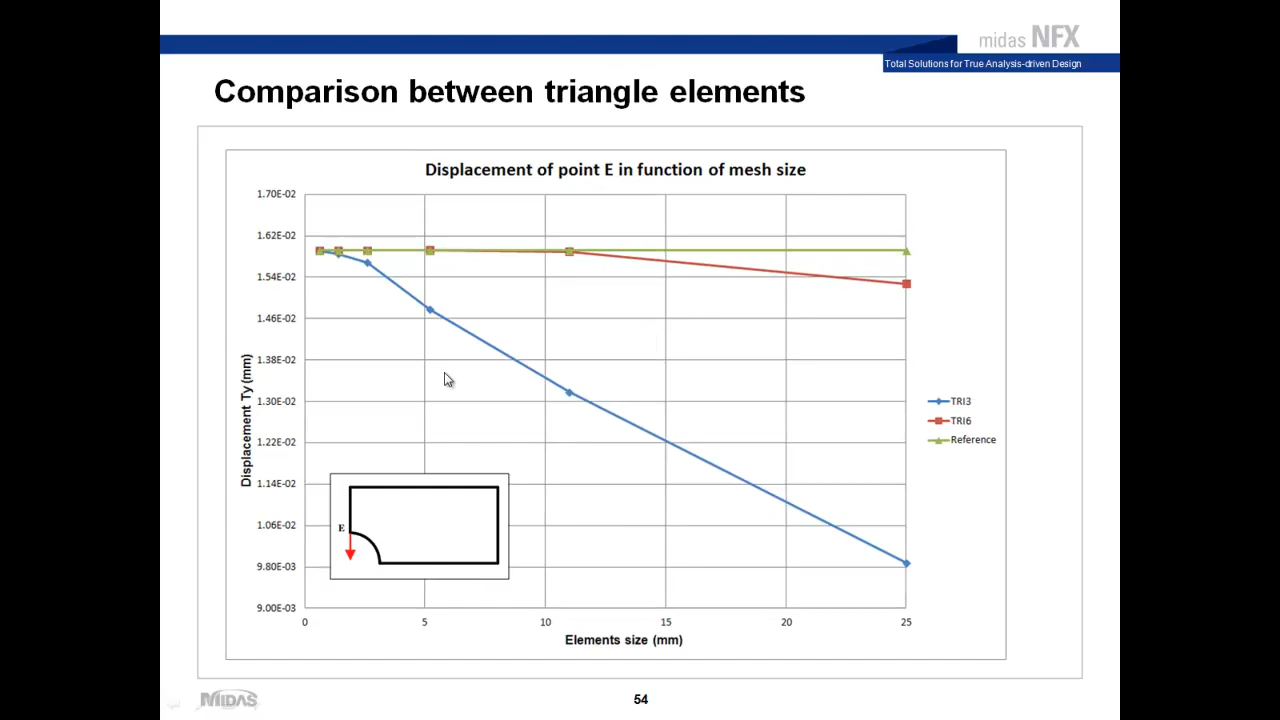 midas NFX
Total Solutions for True Analysis-driven Design
Comparison between triangle elements
Displacement of point E in function of mesh size
1.70E-02
1.62E-02
1.54E-02
1.46E-02
1.38E-02
1.30E-02
1.22E-02
1.14E-02
1.06E-02
9.80E-03
9.00E-03
Displacement Ty (mm)
E
TRI3
TRI6
Reference
0 5 10 15 20 25
Elements size (mm)
MIDAS
54